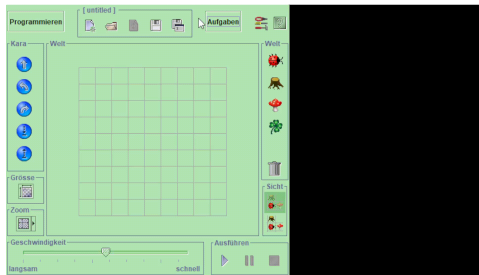 Programmieren
[ untitled ]
Aufgaben
Kara
Welt
Welt
Grösse
Zoom
Sicht
Geschwindigkeit
langsam
schnell
Ausführen